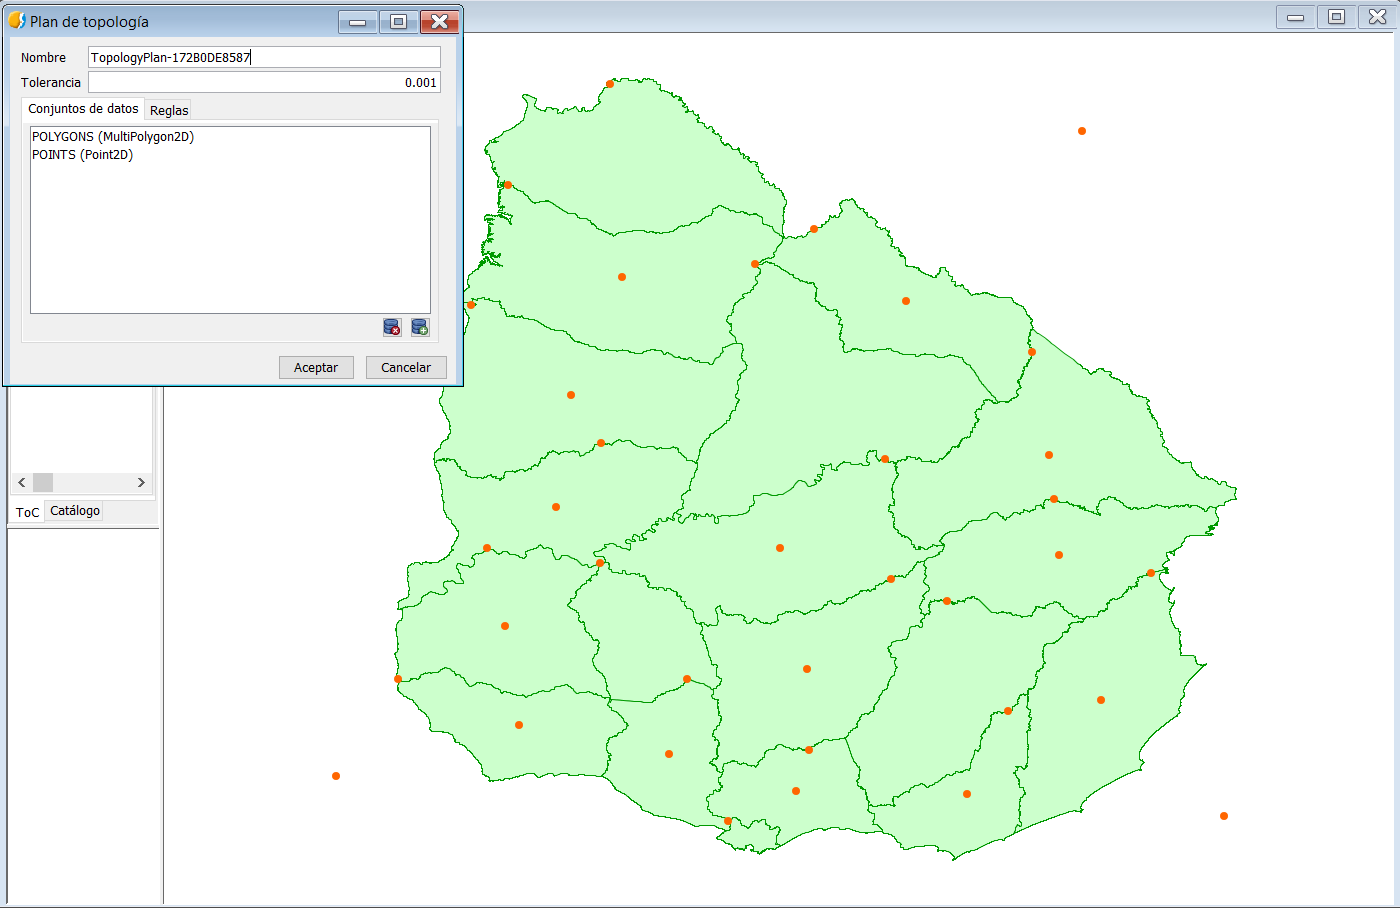 Plan de topología
Nombre TopologyPlan-172B0DE8587
Tolerancia 0.001
Conjuntos de datos Reglas
POLYGONS (MultiPolygon2D)
POINTS (Point2D)
Aceptar Cancelar
ToC Catálogo